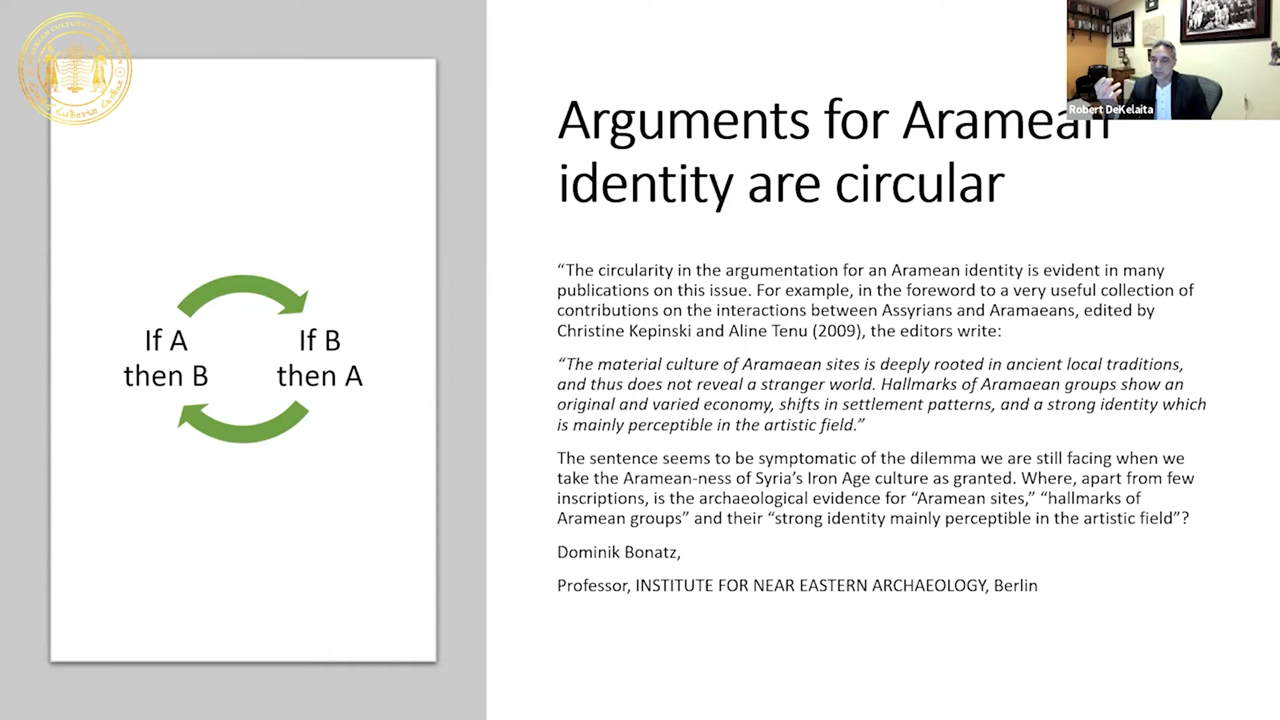 Arguments for Aramean
identity are circular
Robert DeKelaita
If A
then B
If B
then A
“The circularity in the argumentation for an Aramean identity is evident in many
publications on this issue. For example, in the foreword to a very useful collection of
contributions on the interactions between Assyrians and Aramaeans, edited by
Christine Kepinski and Aline Tenu (2009), the editors write:
“The material culture of Aramaean sites is deeply rooted in ancient local traditions,
and thus does not reveal a stranger world. Hallmarks of Aramaean groups show an
original and varied economy, shifts in settlement patterns, and a strong identity which
is mainly perceptible in the artistic field.”
The sentence seems to be symptomatic of the dilemma we are still facing when we
take the Aramean-ness of Syria’s Iron Age culture as granted. Where, apart from few
inscriptions, is the archaeological evidence for “Aramean sites,” “hallmarks of
Aramean groups” and their “strong identity mainly perceptible in the artistic field”?
Dominik Bonatz,
Professor, INSTITUTE FOR NEAR EASTERN ARCHAEOLOGY, Berlin